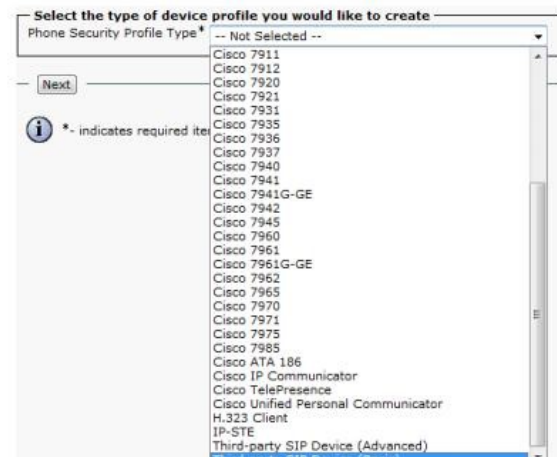 Select the type of device profile you would like to create
Phone Security Profile Type* -- Not Selected --
Cisco 7911
Cisco 7912
Cisco 7920
Cisco 7921
Cisco 7931
Cisco 7935
Cisco 7936
Cisco 7937
Cisco 7940
Cisco 7941
Cisco 7941G-GE
Cisco 7942
Cisco 7945
Cisco 7960
Cisco 7961
Cisco 7961G-GE
Cisco 7962
Cisco 7965
Cisco 7970
Cisco 7971
Cisco 7975
Cisco 7985
Cisco ATA 186
Cisco IP Communicator
Cisco TelePresence
Cisco Unified Personal Communicator
H.323 Client
IP-STE
Third-party SIP Device (Advanced)
Next
i *- indicates required ite